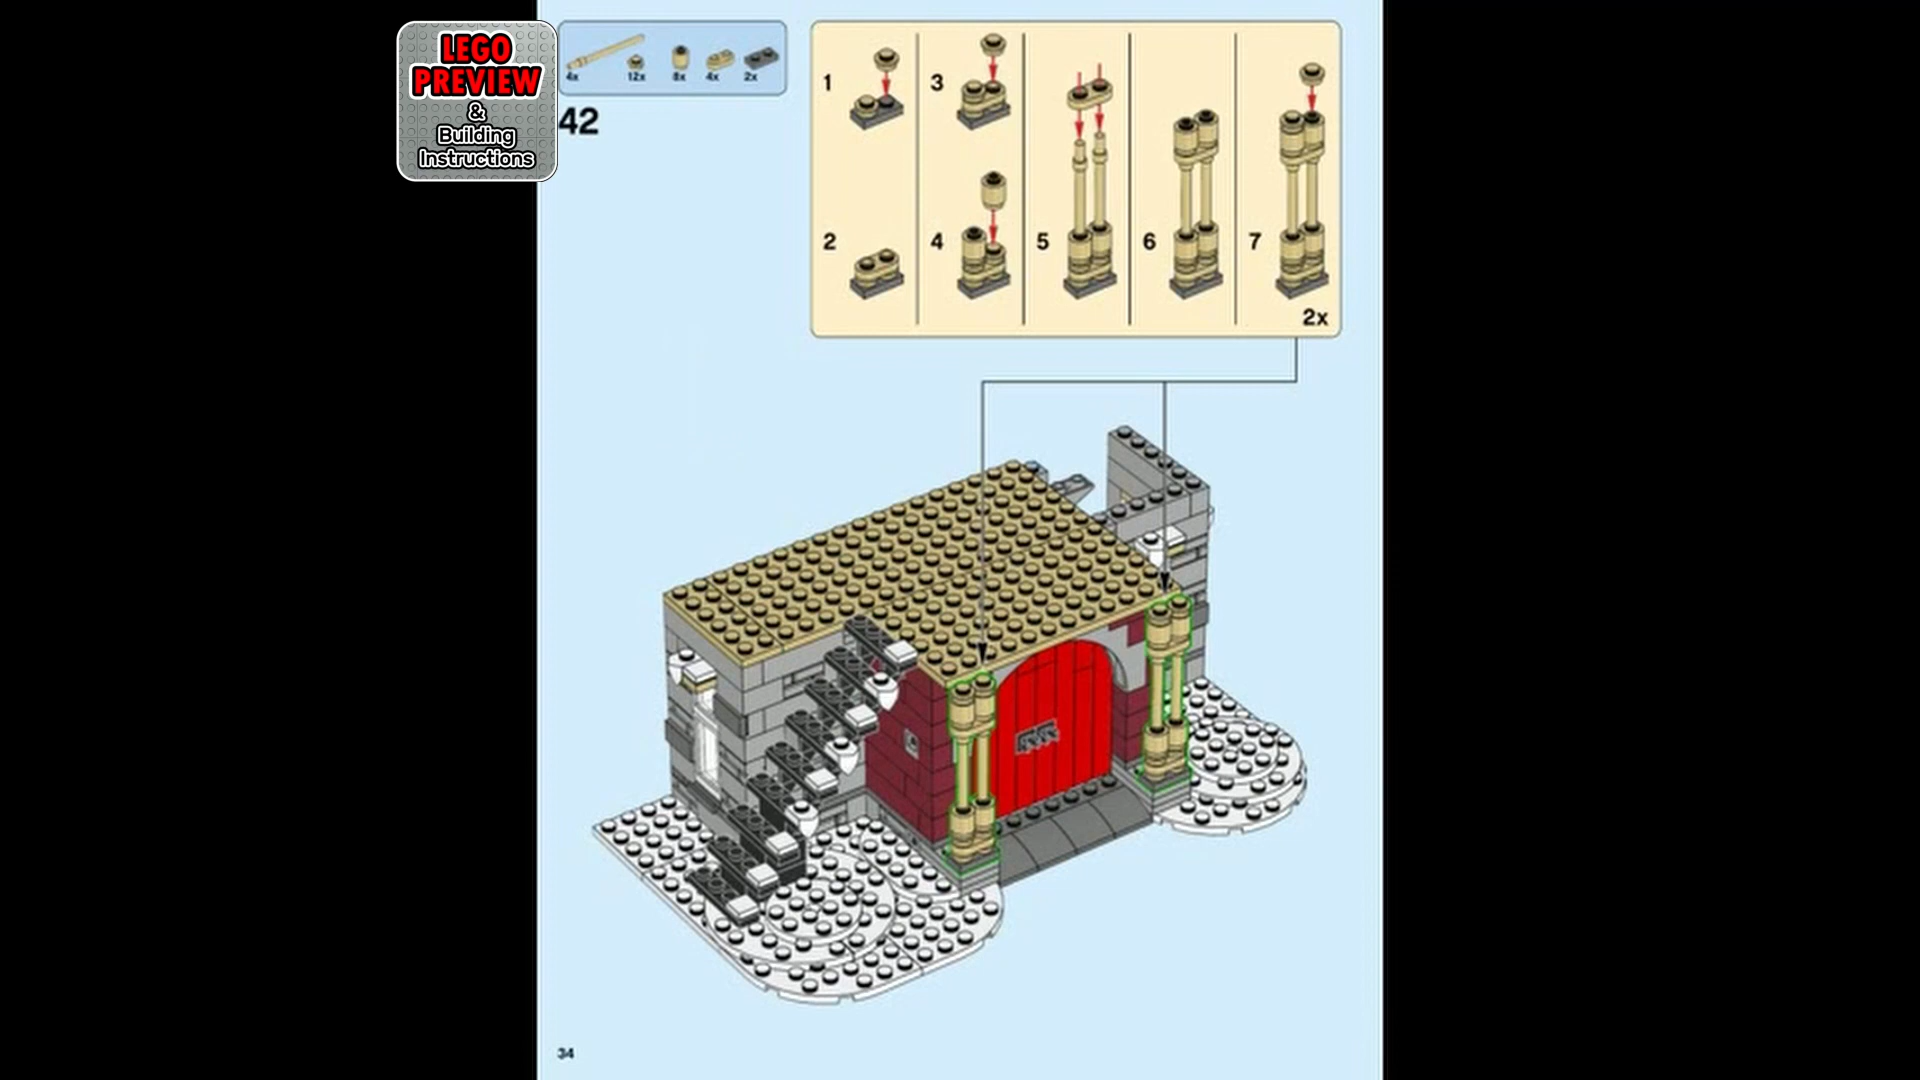 LEGO
PREVIEW
&
Building
Instructions
4x 12x 8x 4x 2x
42
1 3
2 4 5 6 7
2x
34